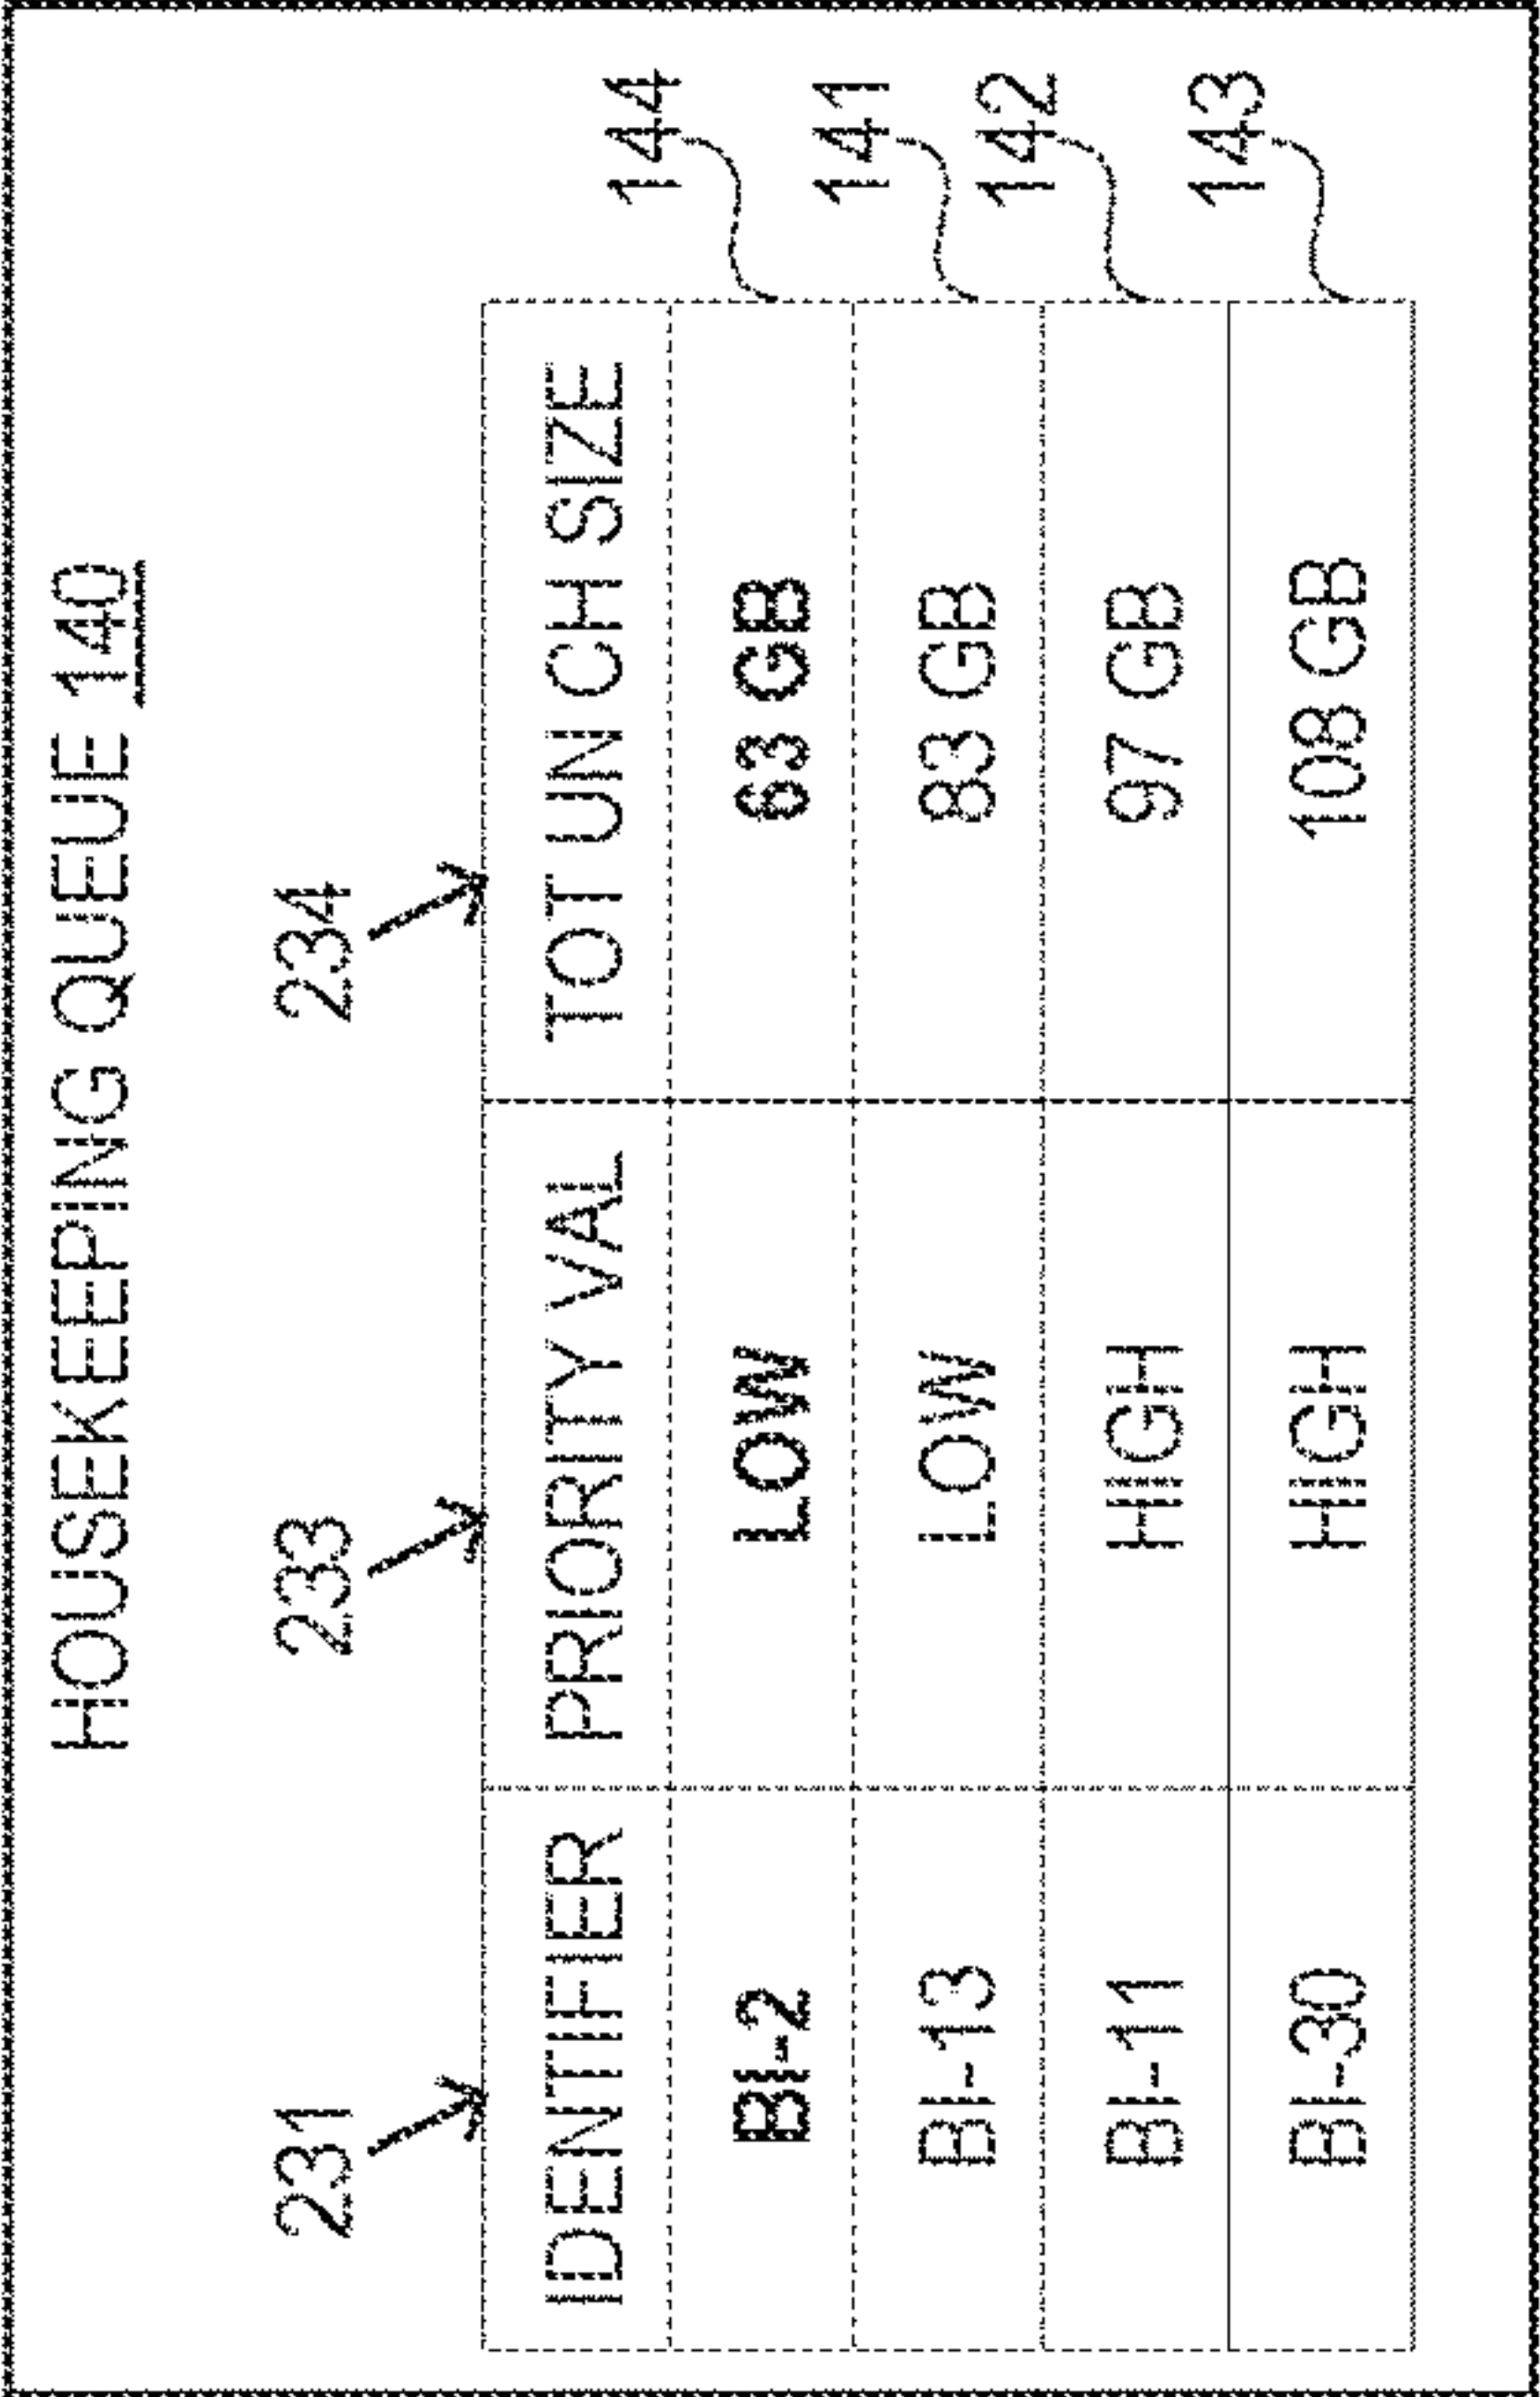 HOUSEKEEPING QUEUE 140
231 233 234
IDENTIFIER PRIORITY VAL TOT UN CH SIZE
BI-2 LOW 63 GB 144
BI-13 LOW 83 GB 141
BI-11 HIGH 97 GB 142
BI-30 HIGH 108 GB 143